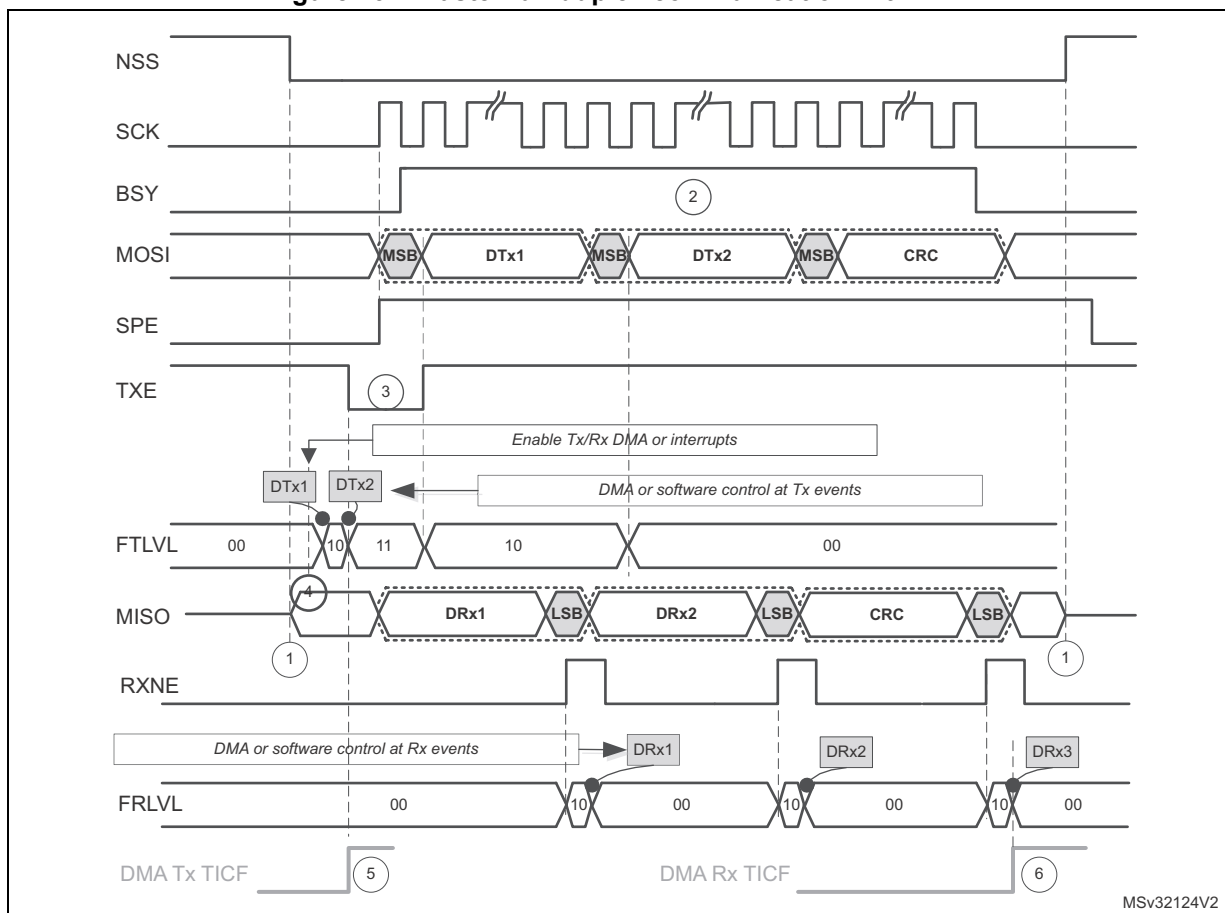 NSS
SCK
BSY
2
MOSI
MSB DTx1 MSB DTx2 MSB CRC
SPE
TXE
3
Enable Tx/Rx DMA or interrupts
DTx1 DTx2 DMA or software control at Tx events
FTLVL 00 10 11 10 00
4
MISO DRx1 LSB DRx2 LSB CRC LSB
1 1
RXNE
DMA or software control at Rx events DRx1 DRx2 DRx3
FRLVL 00 10 00 10 00 10 00
DMA Tx TICF 5 DMA Rx TICF 6
MSv32124V2